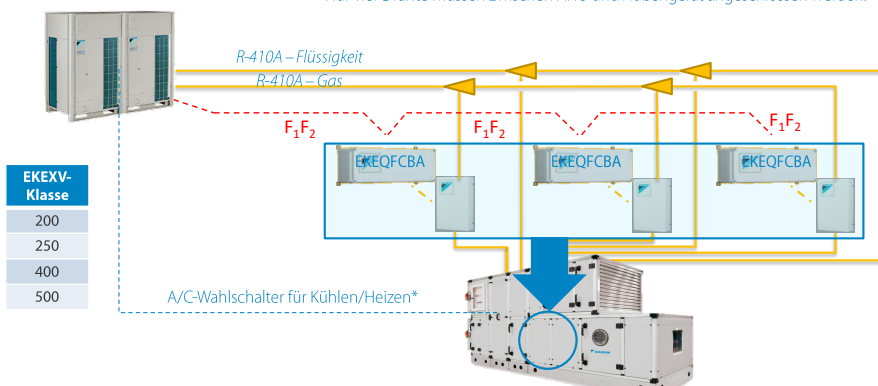 R-410A – Flüssigkeit
R-410A – Gas
F₁F₂
F₁F₂
F₁F₂
EKEQFCBA
EKEQFCBA
EKEQFCBA
EKEXV-
Klasse
200
250
400
500
A/C-Wahlschalter für Kühlen/Heizen*
DAIKIN